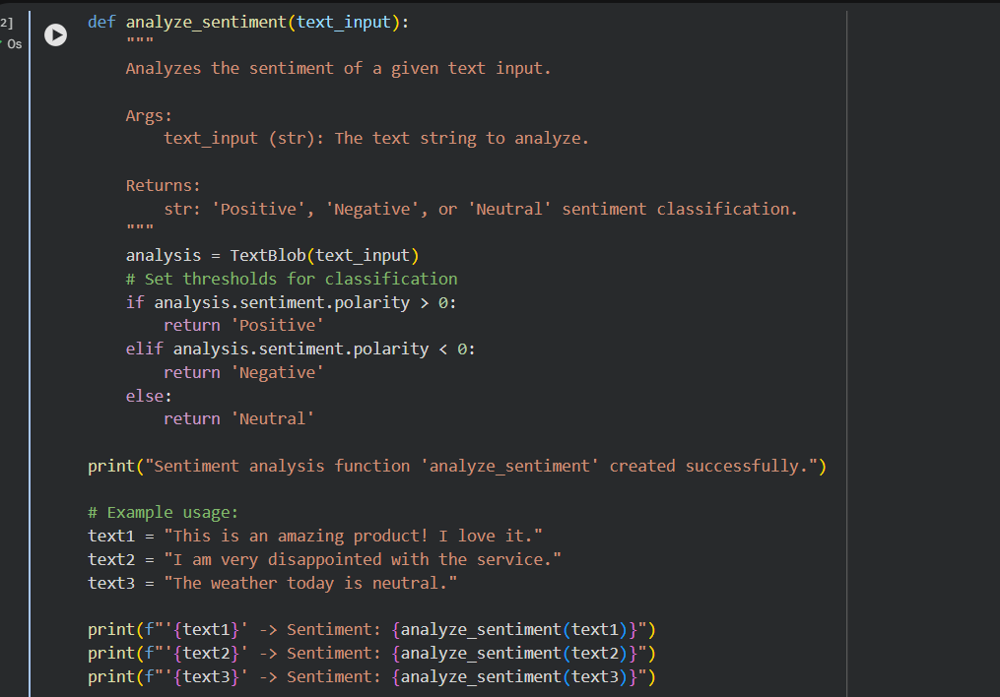 2]
0s
def analyze_sentiment(text_input):
    """
    Analyzes the sentiment of a given text input.

    Args:
        text_input (str): The text string to analyze.

    Returns:
        str: 'Positive', 'Negative', or 'Neutral' sentiment classification.
    """
    analysis = TextBlob(text_input)
    # Set thresholds for classification
    if analysis.sentiment.polarity > 0:
        return 'Positive'
    elif analysis.sentiment.polarity < 0:
        return 'Negative'
    else:
        return 'Neutral'

print("Sentiment analysis function 'analyze_sentiment' created successfully.")

# Example usage:
text1 = "This is an amazing product! I love it."
text2 = "I am very disappointed with the service."
text3 = "The weather today is neutral."

print(f"'{text1}' -> Sentiment: {analyze_sentiment(text1)}")
print(f"'{text2}' -> Sentiment: {analyze_sentiment(text2)}")
print(f"'{text3}' -> Sentiment: {analyze_sentiment(text3)}")